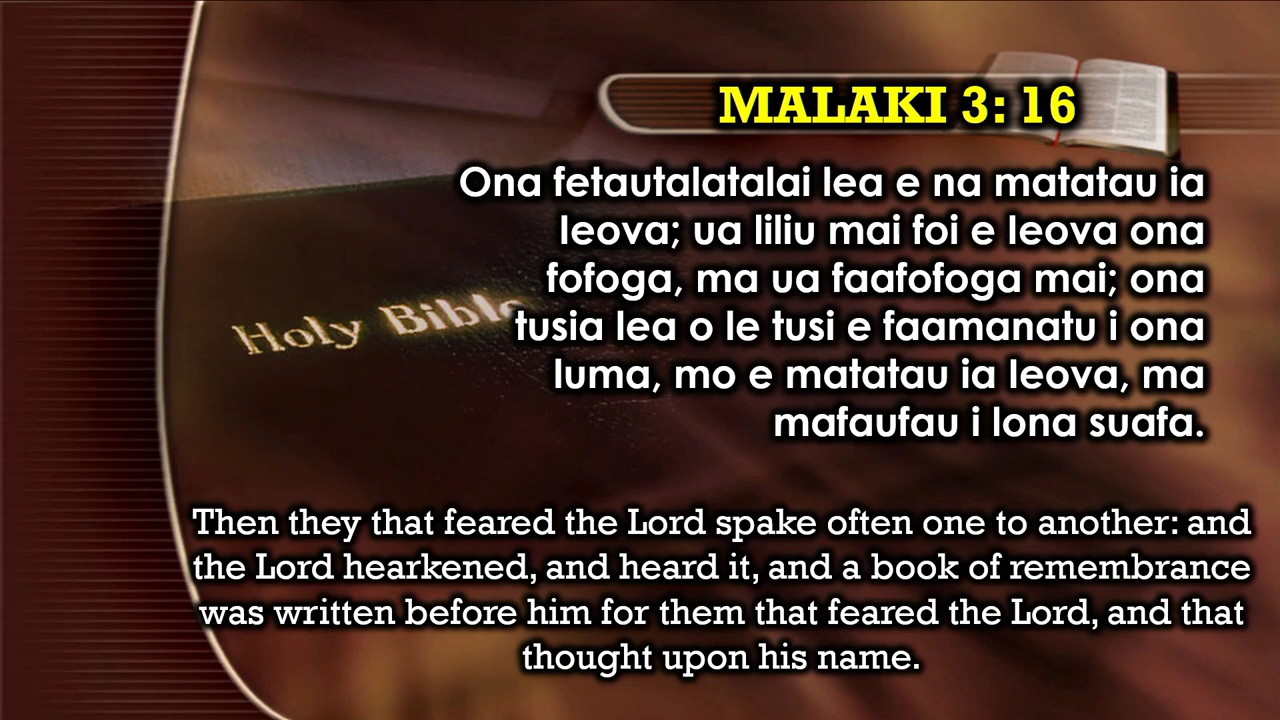 MALAKI 3: 16
Ona fetautalatalai lea e na matatau ia
Ieova; ua liliu mai foi e Ieova ona
fofoga, ma ua faafofoga mai; ona
Holy Bible
tusia lea o le tusi e faamanatu i ona
luma, mo e matatau ia Ieova, ma
mafaufau i lona suafa.
Then they that feared the Lord spake often one to another: and
the Lord hearkened, and heard it, and a book of remembrance
was written before him for them that feared the Lord, and that
thought upon his name.